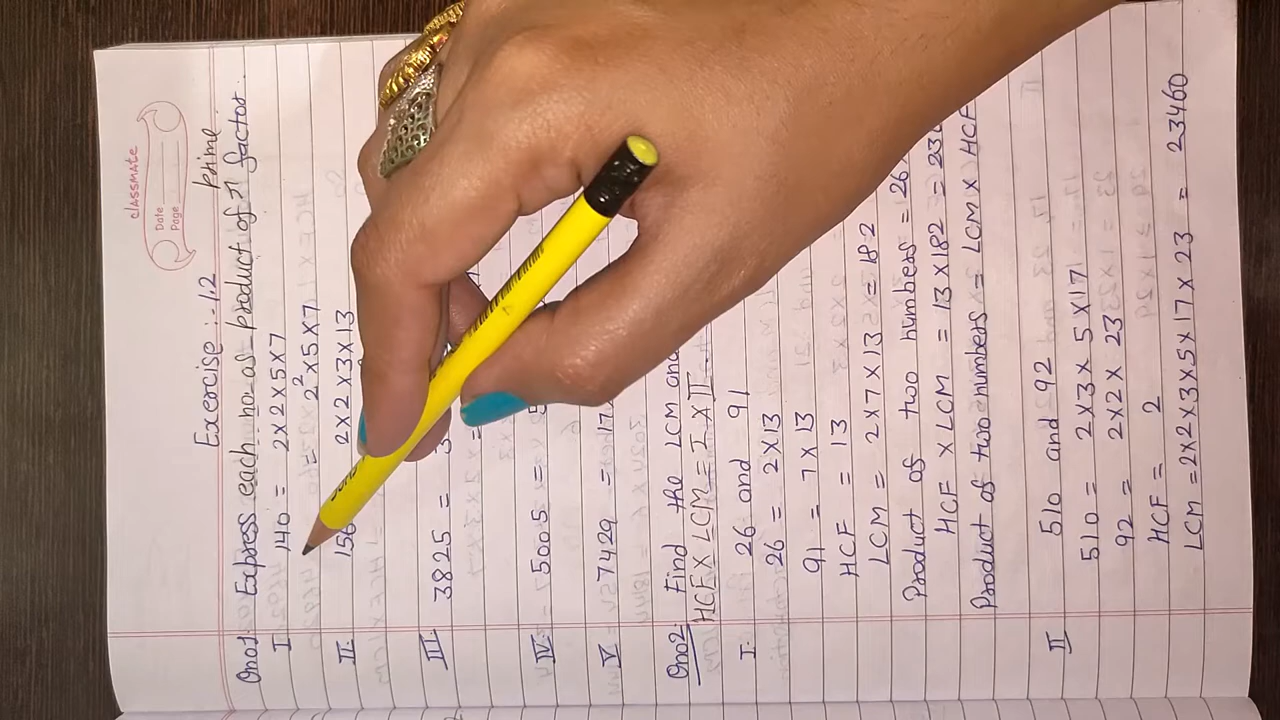 classmate
Date
Page
Exercise :- 1.2
Prime
Qno1 Express each no as product of factor.
I 140 = 2×2×5×7
= 2²×5×7
II. 156 2×2×3×13
III. 3825 =
=
IV 5005 =
V 7429 = 17
Qno2 Find the LCM and
HCF X LCM = I X II
I. 26 and 91
26 = 2×13
91 = 7×13
HCF = 13
LCM = 2×7×13 = 182
Product of two numbers = 26
HCF × LCM = 13×182 =
Product of two numbers = LCM × HCF
II 510 and 92
510 = 2×3×5×17
92 = 2×2×23
HCF = 2
LCM = 2×2×3×5×17×23 = 23460